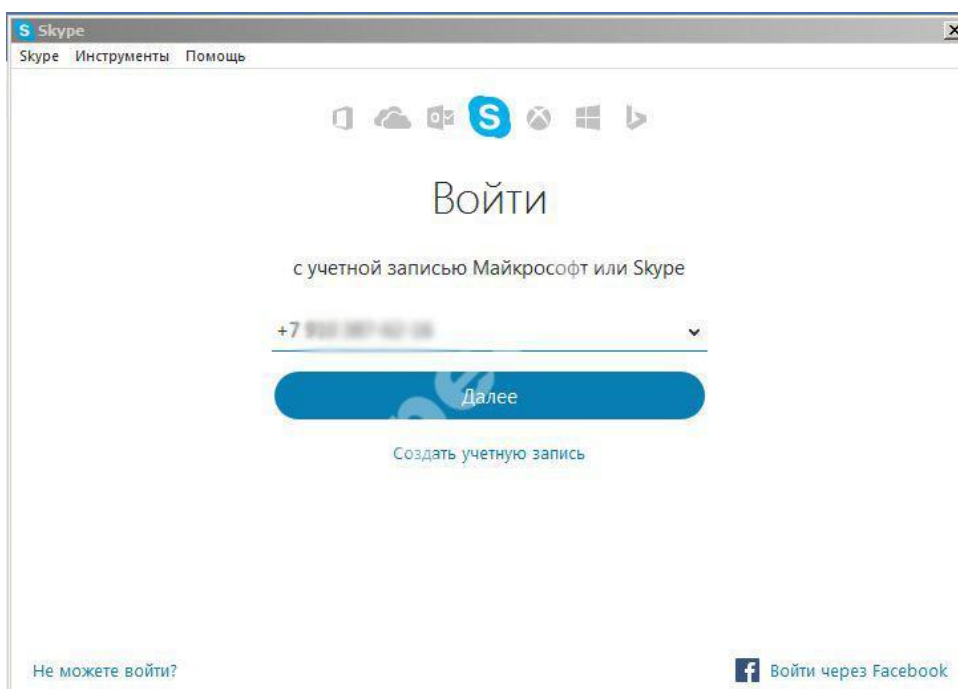 Skype
Skype Инструменты Помощь
Войти
с учетной записью Майкрософт или Skype
+7
Далее
Создать учетную запись
Не можете войти?
Войти через Facebook